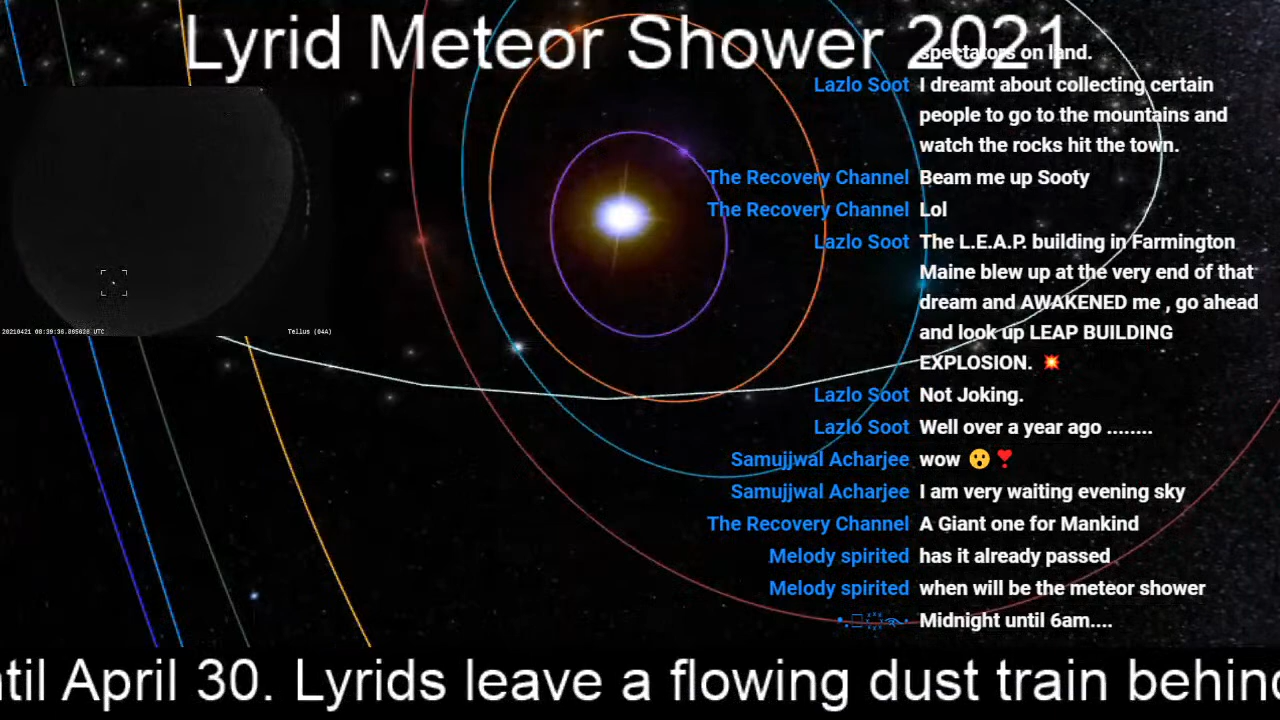 Lyrid Meteor Shower 2021
spectators on land.
Lazlo Soot I dreamt about collecting certain
people to go to the mountains and
watch the rocks hit the town.
The Recovery Channel Beam me up Sooty
The Recovery Channel Lol
Lazlo Soot The L.E.A.P. building in Farmington
Maine blew up at the very end of that
dream and AWAKENED me , go ahead
and look up LEAP BUILDING
EXPLOSION. 💥
Lazlo Soot Not Joking.
Lazlo Soot Well over a year ago ........
Samujjwal Acharjee wow 😮❣
Samujjwal Acharjee I am very waiting evening sky
The Recovery Channel A Giant one for Mankind
Melody spirited has it already passed
Melody spirited when will be the meteor shower
Midnight until 6am....
UTC
Tellus (04A)
til April 30. Lyrids leave a flowing dust train behin